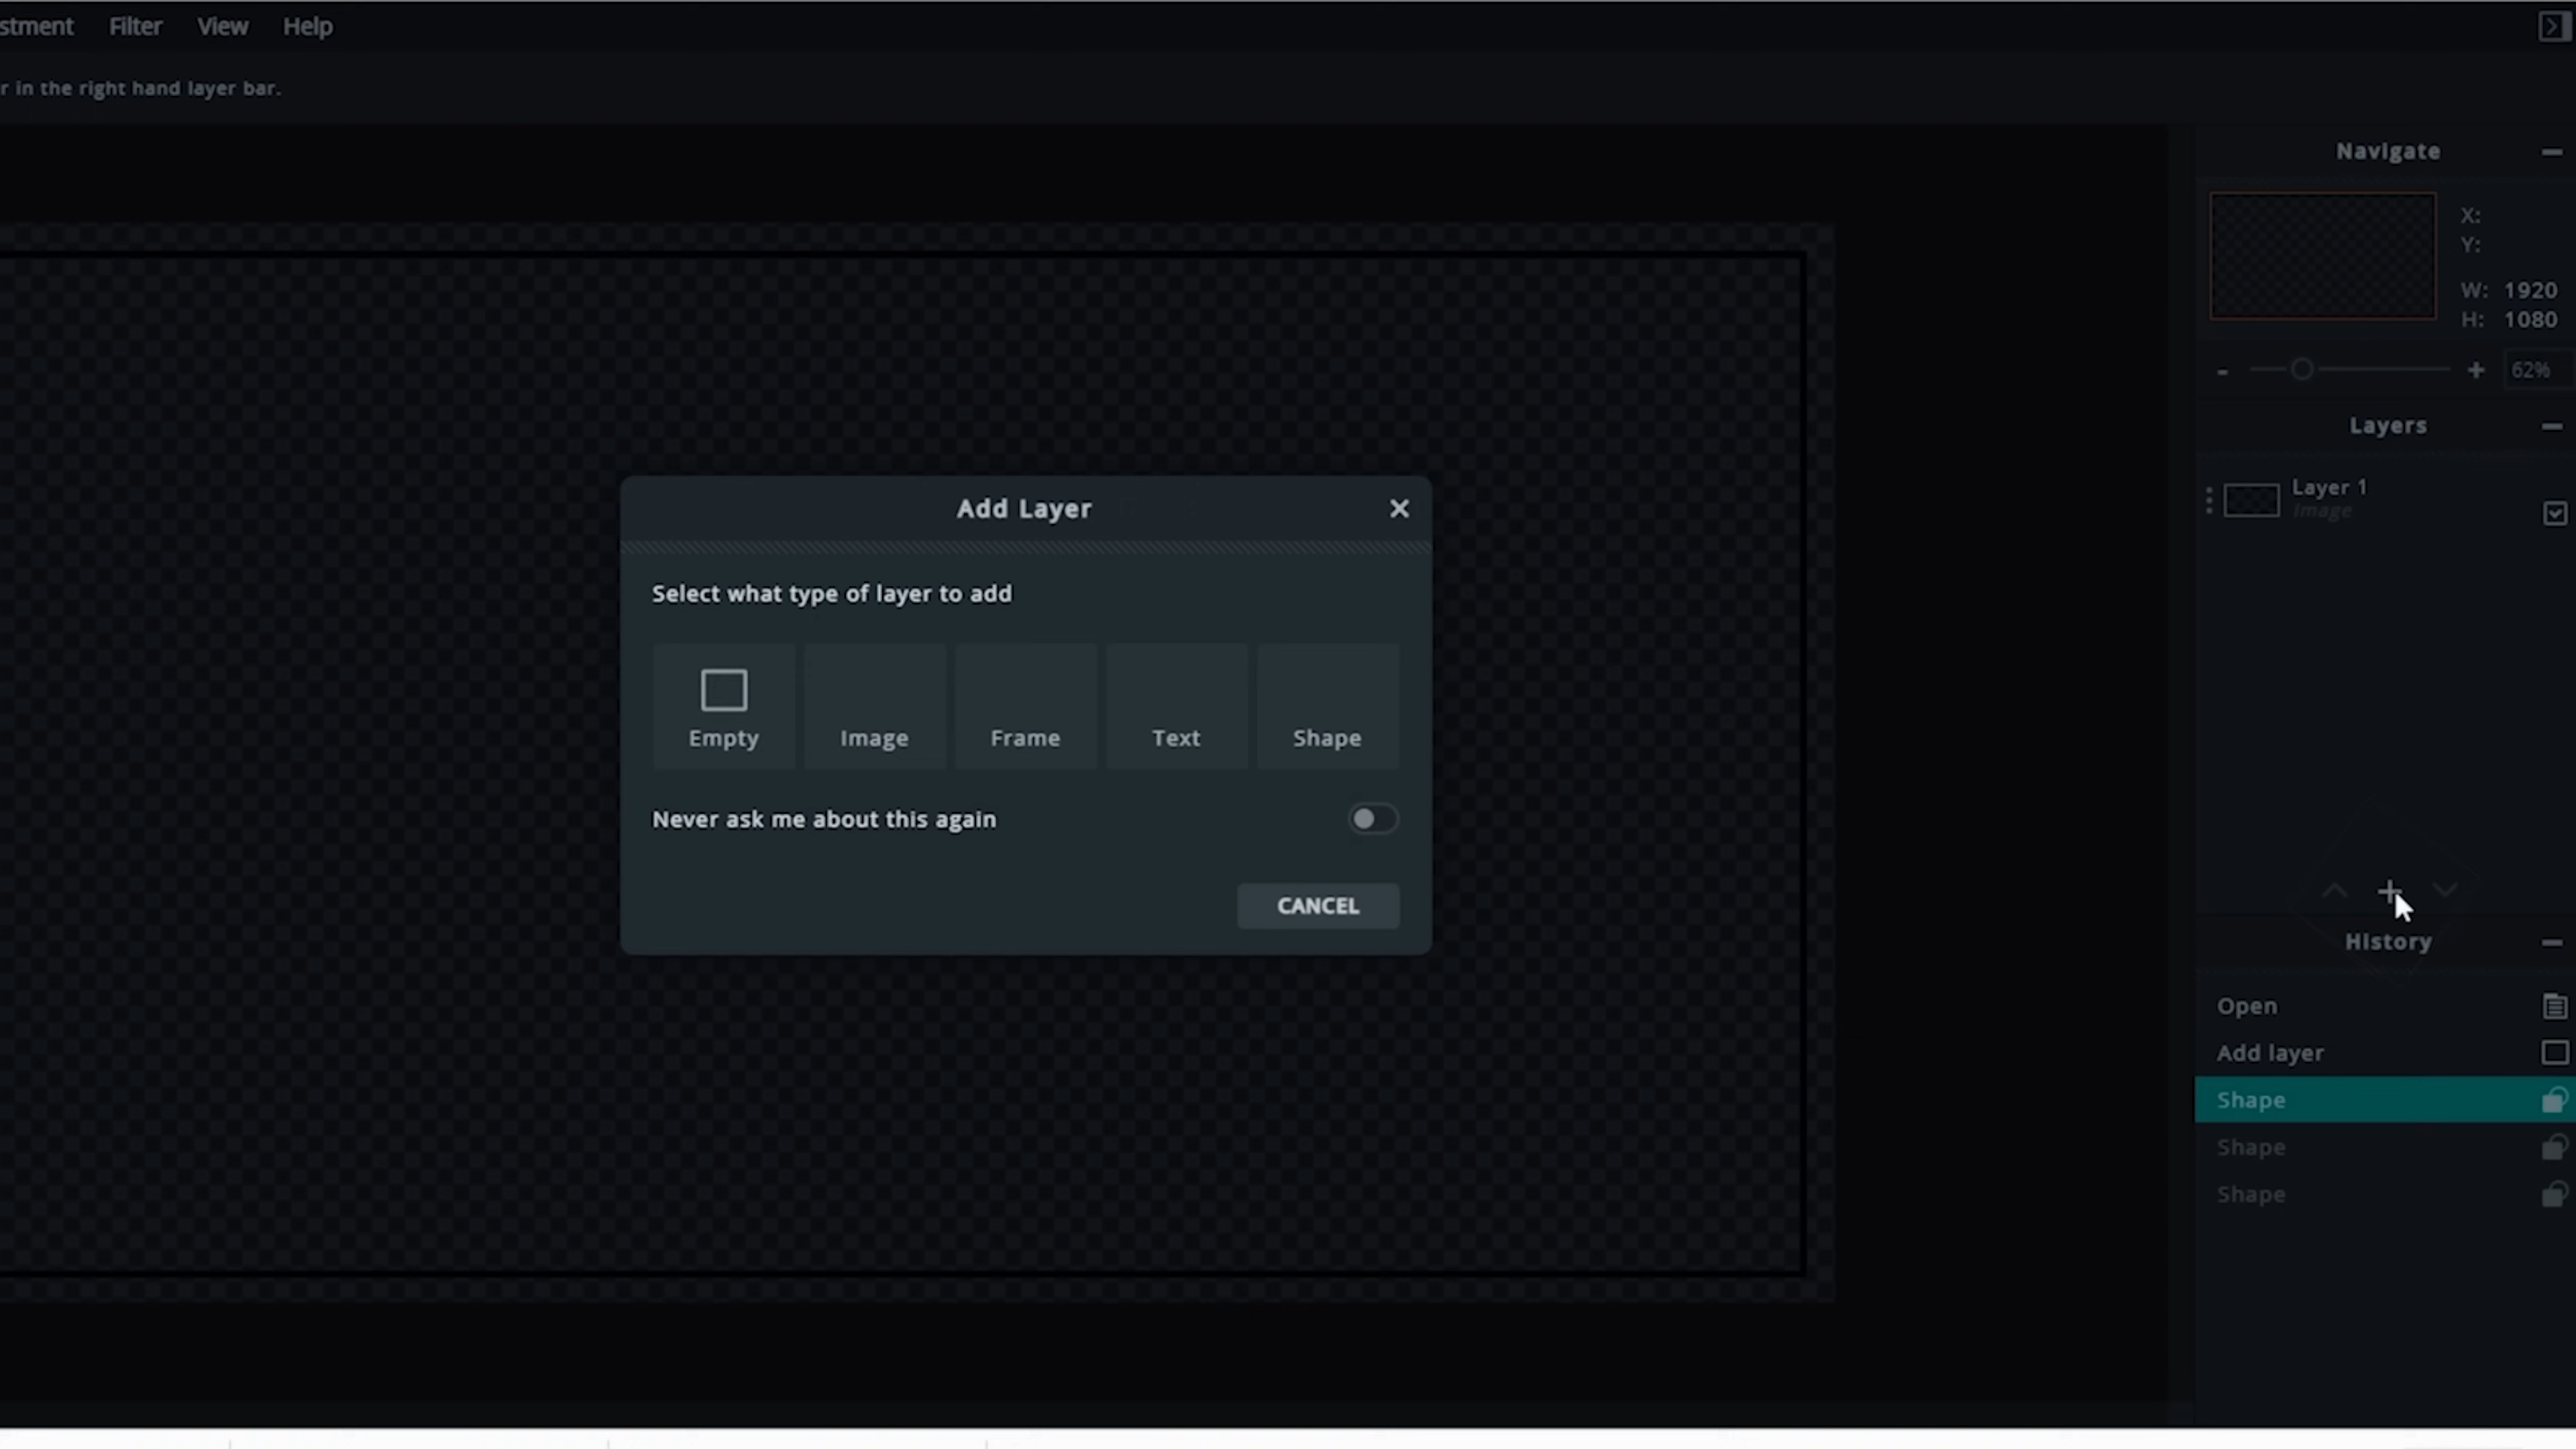 stment Filter View Help
r in the right hand layer bar.
Navigate
X:
Y:
W: 1920
H: 1080
- + 62%
Layers
Layer 1
Image
Add Layer
Select what type of layer to add
Empty Image Frame Text Shape
Never ask me about this again
CANCEL
History
Open
Add layer
Shape
Shape
Shape